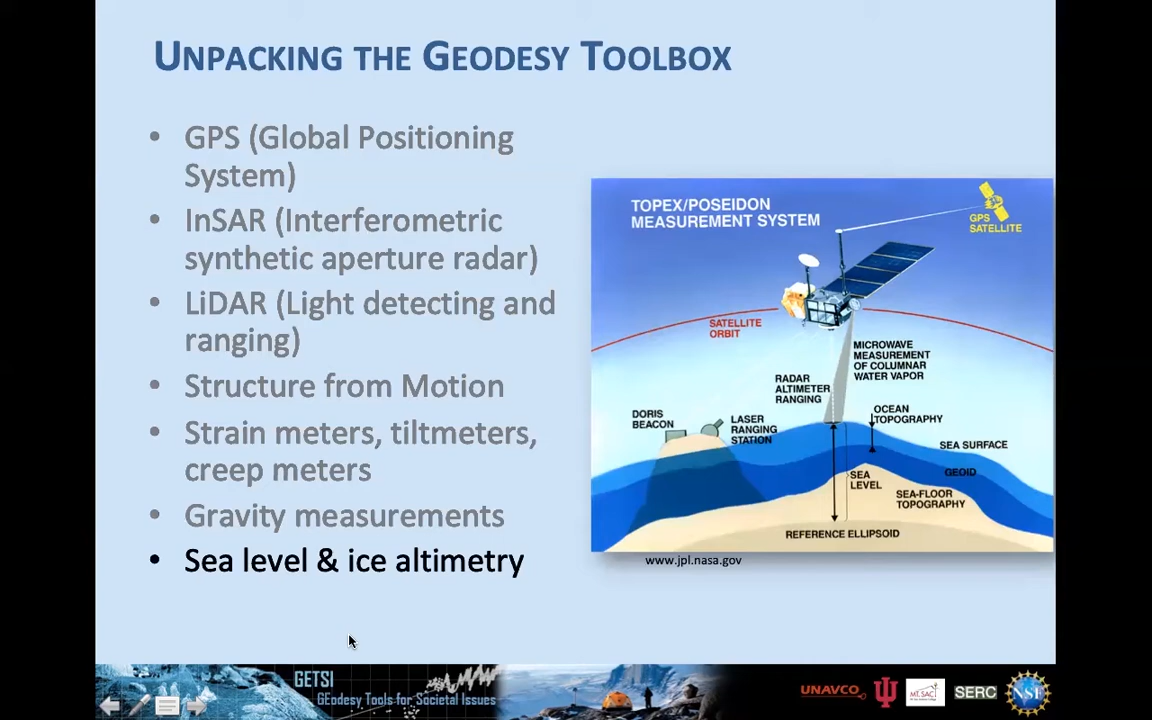 UNPACKING THE GEODESY TOOLBOX
• GPS (Global Positioning
System)
• InSAR (Interferometric
synthetic aperture radar)
• LiDAR (Light detecting and
ranging)
• Structure from Motion
• Strain meters, tiltmeters,
creep meters
• Gravity measurements
• Sea level & ice altimetry
TOPEX/POSEIDON
MEASUREMENT SYSTEM
GPS
SATELLITE
SATELLITE
ORBIT
MICROWAVE
MEASUREMENT
OF COLUMNAR
WATER VAPOR
RADAR
ALTIMETER
RANGING
DORIS
BEACON
LASER
RANGING
STATION
OCEAN
TOPOGRAPHY
SEA SURFACE
GEOID
SEA
LEVEL
SEA-FLOOR
TOPOGRAPHY
REFERENCE ELLIPSOID
www.jpl.nasa.gov
GETSI
GEodesy Tools for Societal Issues
UNAVCO
MT. SAC
SERC
NSF